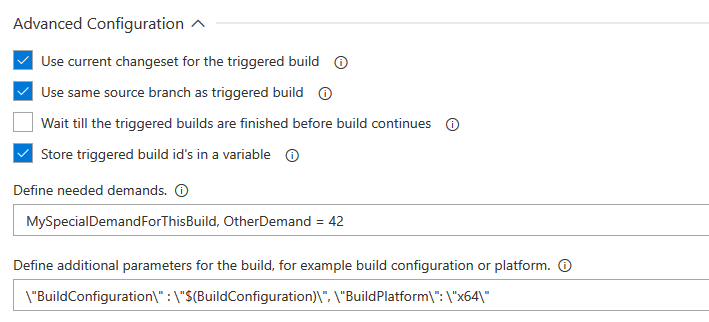 Advanced Configuration
Use current changeset for the triggered build
Use same source branch as triggered build
Wait till the triggered builds are finished before build continues
Store triggered build id's in a variable
Define needed demands.
MySpecialDemandForThisBuild, OtherDemand = 42
Define additional parameters for the build, for example build configuration or platform.
\"BuildConfiguration\" : \"$(BuildConfiguration)\", \"BuildPlatform\": \"x64\"